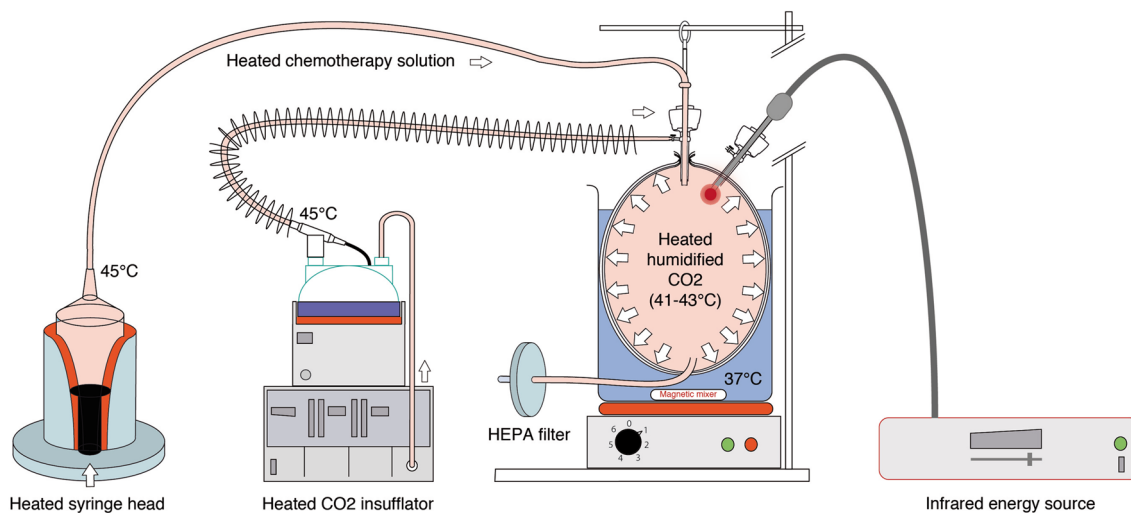 Heated chemotherapy solution
45°C
45°C
Heated
humidified
CO2
(41-43°C)
37°C
Magnetic mixer
HEPA filter
0
1
2
3
4
5
6
Heated syringe head
Heated CO2 insufflator
Infrared energy source